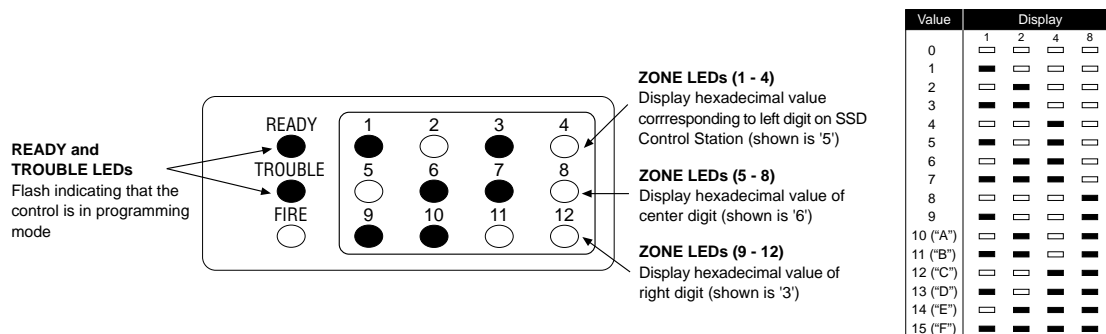 READY and
TROUBLE LEDs
Flash indicating that the
control is in programming
mode
READY 1 2 3 4
TROUBLE 5 6 7 8
FIRE 9 10 11 12
ZONE LEDs (1 - 4)
Display hexadecimal value
corrresponding to left digit on SSD
Control Station (shown is '5')
ZONE LEDs (5 - 8)
Display hexadecimal value of
center digit (shown is '6')
ZONE LEDs (9 - 12)
Display hexadecimal value of
right digit (shown is '3')
Value Display
1 2 4 8
0
1
2
3
4
5
6
7
8
9
10 (“A”)
11 (“B”)
12 (“C”)
13 (“D”)
14 (“E”)
15 (“F”)